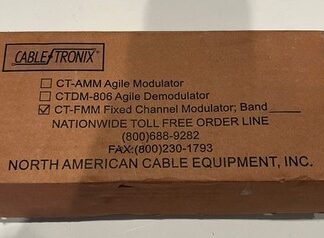 CABLETRONIX
CT-AMM Agile Modulator
CTDM-806 Agile Demodulator
CT-FMM Fixed Channel Modulator; Band_____
NATIONWIDE TOLL FREE ORDER LINE
(800)688-9282
FAX:(800)230-1793
NORTH AMERICAN CABLE EQUIPMENT, INC.